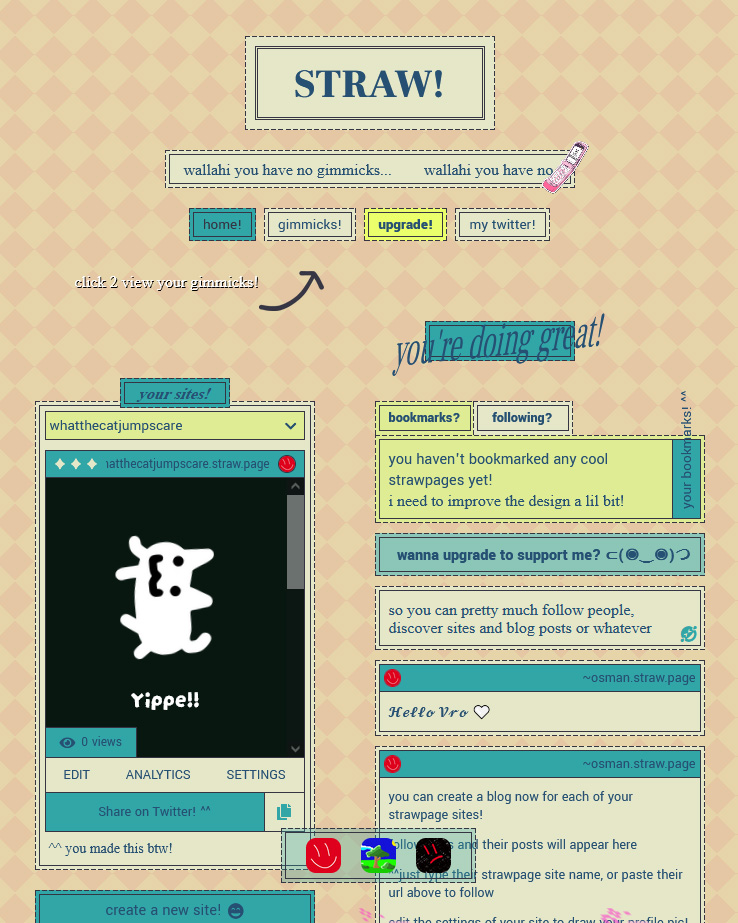 STRAW!
wallahi you have no gimmicks... wallahi you have no
home! gimmicks! upgrade! my twitter!
click 2 view your gimmicks!
you're doing great!
your sites!
whatthecatjumpscare
hatthecatjumpscare.straw.page
Yippe!!
0 views
EDIT ANALYTICS SETTINGS
Share on Twitter! ^^
^^ you made this btw!
create a new site!
bookmarks? following?
you haven't bookmarked any cool
strawpages yet!
i need to improve the design a lil bit!
your bookmarks! ^^
wanna upgrade to support me? ⊂(◉‿◉)つ
so you can pretty much follow people,
discover sites and blog posts or whatever
~osman.straw.page
𝓗𝓮𝓵𝓵𝓸 𝓥𝓻𝓸 ♡
~osman.straw.page
you can create a blog now for each of your
strawpage sites!
and their posts will appear here
^^just type their strawpage site name, or paste their
url above to follow
edit the settings of your site to draw your profile pic!